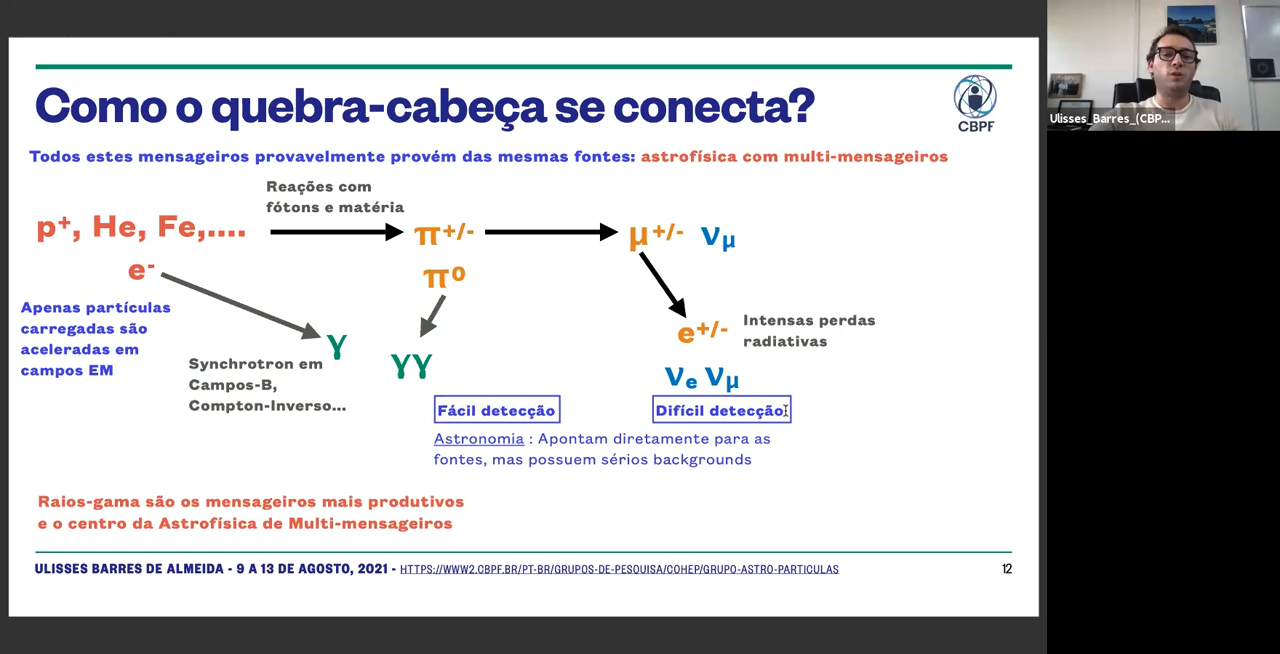 Como o quebra-cabeça se conecta?
CBPF
Todos estes mensageiros provavelmente provém das mesmas fontes: astrofísica com multi-mensageiros
Reações com
fótons e matéria
p⁺, He, Fe,....
π⁺/⁻
μ⁺/⁻ νμ
e⁻
π⁰
Apenas partículas
carregadas são
aceleradas em
campos EM
γ
Synchrotron em
Campos-B,
Compton-Inverso...
γγ
e⁺/⁻
Intensas perdas
radiativas
νe νμ
Fácil detecção
Difícil detecção
Astronomia : Apontam diretamente para as
fontes, mas possuem sérios backgrounds
Raios-gama são os mensageiros mais produtivos
e o centro da Astrofísica de Multi-mensageiros
ULISSES BARRES DE ALMEIDA - 9 A 13 DE AGOSTO, 2021 - HTTPS://WWW2.CBPF.BR/PT-BR/GRUPOS-DE-PESQUISA/COHEP/GRUPO-ASTRO-PARTICULAS
12
Ulisses_Barres_(CBP...